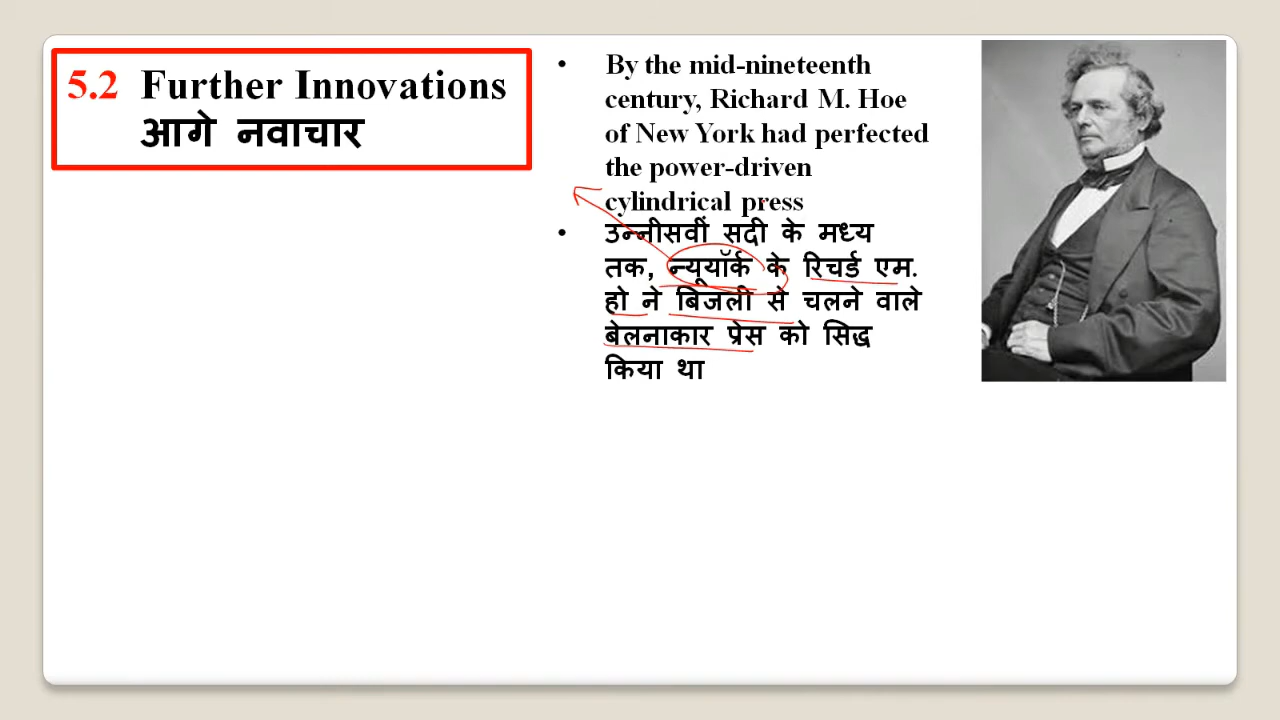 5.2 Further Innovations
आगे नवाचार
• By the mid-nineteenth
century, Richard M. Hoe
of New York had perfected
the power-driven
cylindrical press
• उन्नीसवीं सदी के मध्य
तक, न्यूयॉर्क के रिचर्ड एम.
हो ने बिजली से चलने वाले
बेलनाकार प्रेस को सिद्ध
किया था